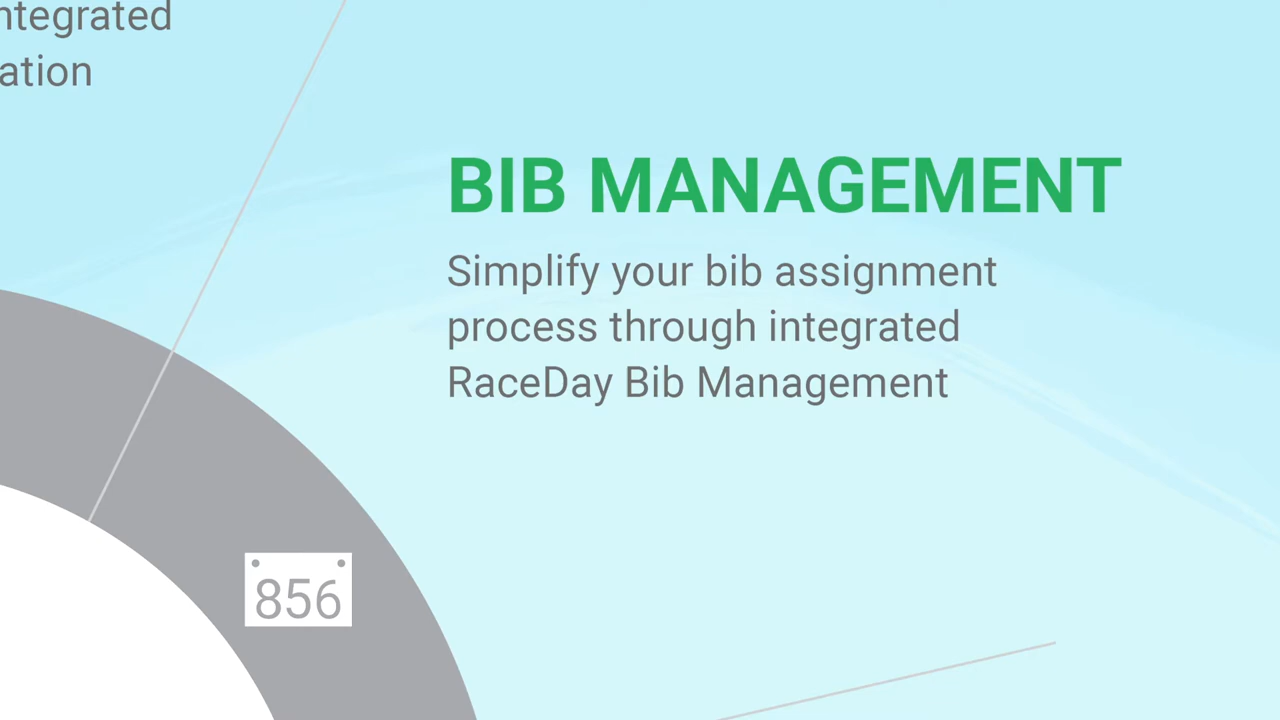 ntegrated
ation
BIB MANAGEMENT
Simplify your bib assignment
process through integrated
RaceDay Bib Management
856